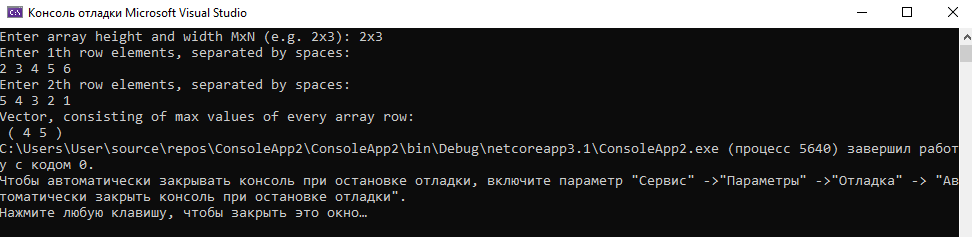 Консоль отладки Microsoft Visual Studio
Enter array height and width MxN (e.g. 2x3): 2x3
Enter 1th row elements, separated by spaces:
2 3 4 5 6
Enter 2th row elements, separated by spaces:
5 4 3 2 1
Vector, consisting of max values of every array row:
( 4 5 )
C:\Users\User\source\repos\ConsoleApp2\ConsoleApp2\bin\Debug\netcoreapp3.1\ConsoleApp2.exe (процесс 5640) завершил работ
у с кодом 0.
Чтобы автоматически закрывать консоль при остановке отладки, включите параметр "Сервис" ->"Параметры" ->"Отладка" -> "Ав
томатически закрыть консоль при остановке отладки".
Нажмите любую клавишу, чтобы закрыть это окно…